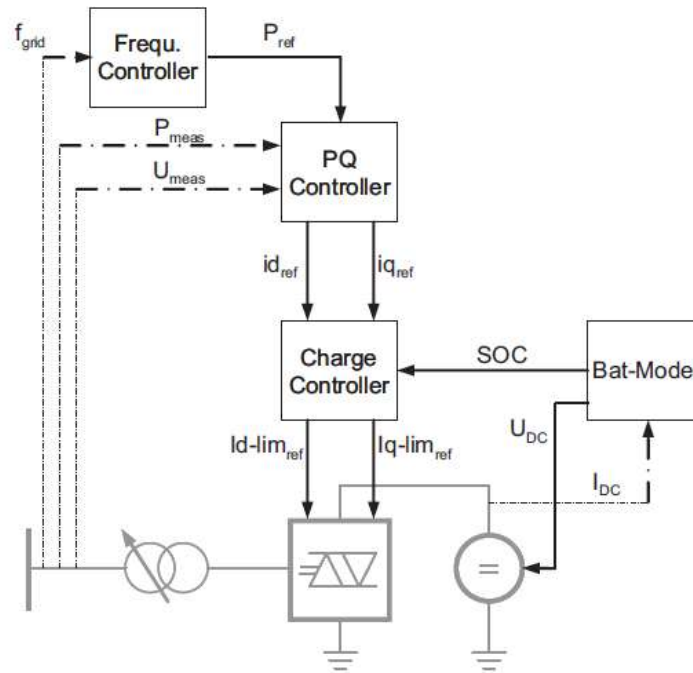 f_grid
Frequ.
Controller
P_ref
P_meas
U_meas
PQ
Controller
id_ref
iq_ref
Charge
Controller
SOC
Bat-Mode
U_DC
I_DC
Id-lim_ref
Iq-lim_ref
=